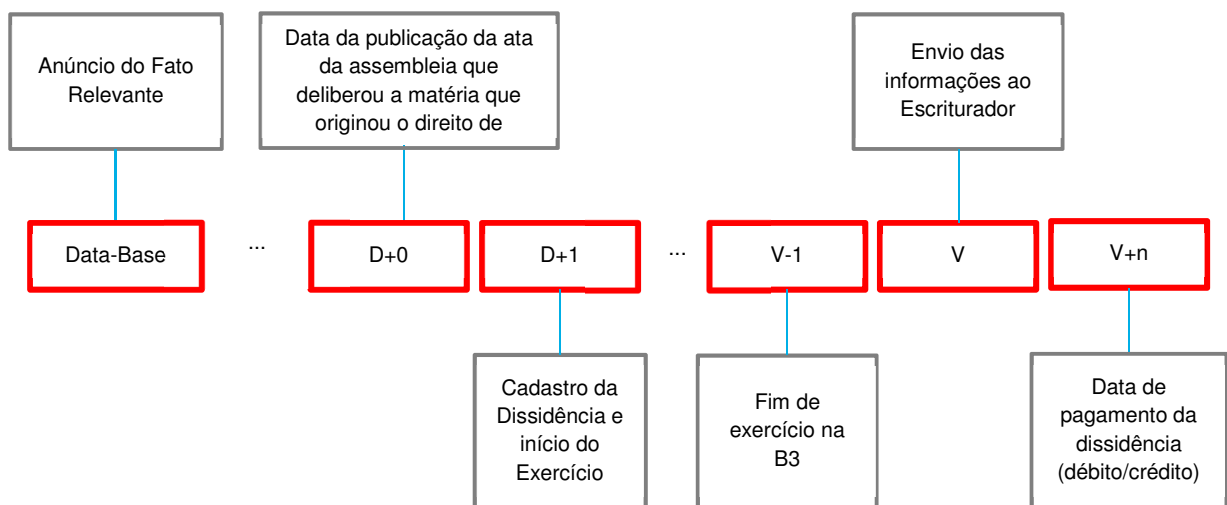 Anúncio do Fato
Relevante
Data da publicação da ata
da assembleia que
deliberou a matéria que
originou o direito de
Envio das
informações ao
Escriturador
Data-Base
...
D+0
D+1
...
V-1
V
V+n
Cadastro da
Dissidência e
início do
Exercício
Fim de
exercício na
B3
Data de
pagamento da
dissidência
(débito/crédito)